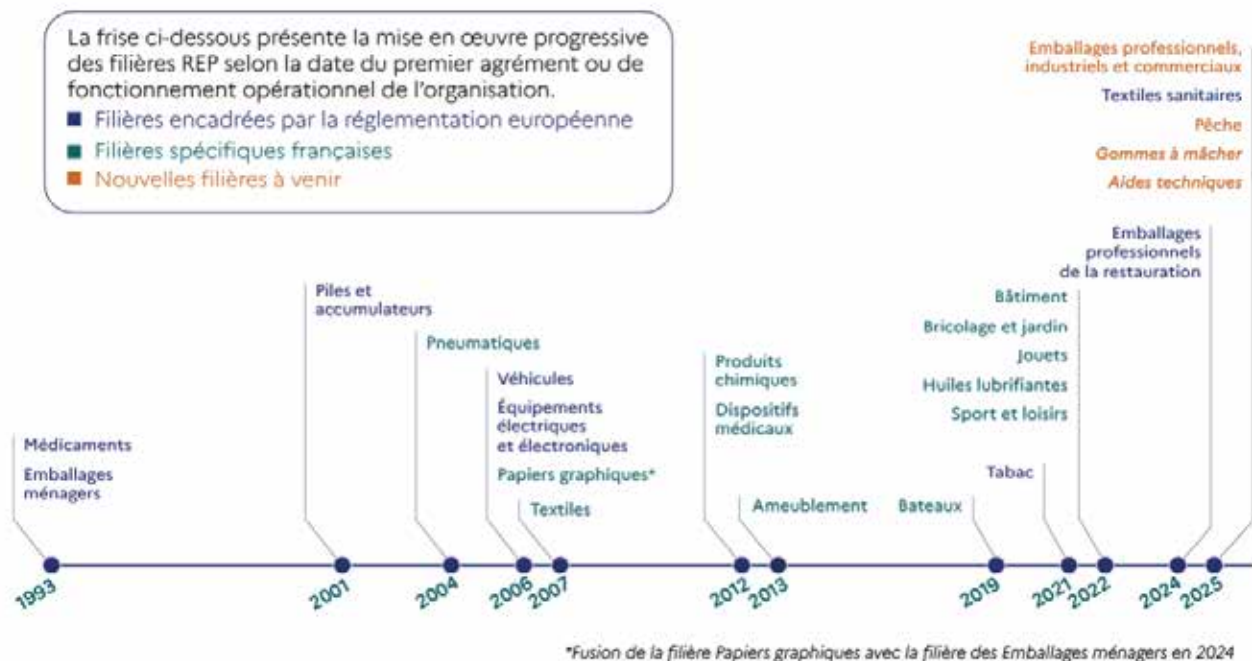 La frise ci-dessous présente la mise en œuvre progressive
des filières REP selon la date du premier agrément ou de
fonctionnement opérationnel de l'organisation.
Filières encadrées par la réglementation européenne
Filières spécifiques françaises
Nouvelles filières à venir
Emballages professionnels,
industriels et commerciaux
Textiles sanitaires
Pêche
Gommes à mâcher
Aides techniques
Emballages
professionnels
de la restauration
Piles et
accumulateurs
Bâtiment
Pneumatiques
Bricolage et jardin
Produits
chimiques
Jouets
Véhicules
Huiles lubrifiantes
Équipements
électriques
et électroniques
Dispositifs
médicaux
Sport et loisirs
Médicaments
Emballages
ménagers
Papiers graphiques*
Tabac
Textiles
Ameublement
Bateaux
1993
2001
2004
2006
2007
2012
2013
2019
2021
2022
2024
2025
*Fusion de la filière Papiers graphiques avec la filière des Emballages ménagers en 2024